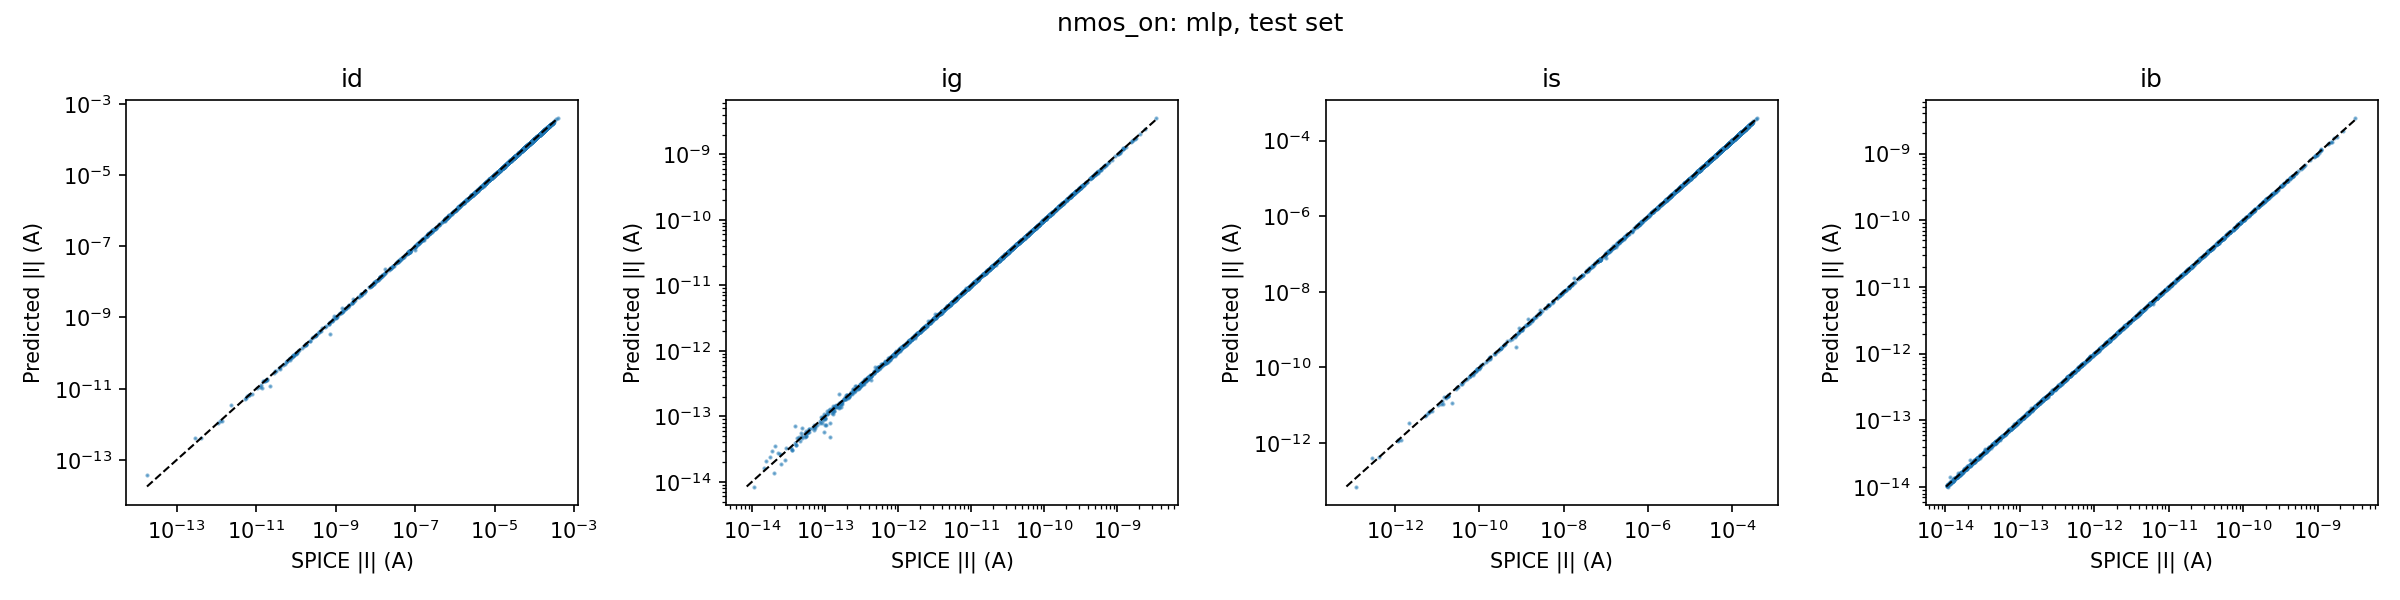 nmos_on: mlp, test set
id
ig
is
ib
Predicted |I| (A)
10⁻³
10⁻⁵
10⁻⁷
10⁻⁹
10⁻¹¹
10⁻¹³
10⁻¹³ 10⁻¹¹ 10⁻⁹ 10⁻⁷ 10⁻⁵ 10⁻³
SPICE |I| (A)
Predicted |I| (A)
10⁻⁹
10⁻¹⁰
10⁻¹¹
10⁻¹²
10⁻¹³
10⁻¹⁴
10⁻¹⁴ 10⁻¹³ 10⁻¹² 10⁻¹¹ 10⁻¹⁰ 10⁻⁹
SPICE |I| (A)
Predicted |I| (A)
10⁻⁴
10⁻⁶
10⁻⁸
10⁻¹⁰
10⁻¹²
10⁻¹² 10⁻¹⁰ 10⁻⁸ 10⁻⁶ 10⁻⁴
SPICE |I| (A)
Predicted |I| (A)
10⁻⁹
10⁻¹⁰
10⁻¹¹
10⁻¹²
10⁻¹³
10⁻¹⁴
10⁻¹⁴ 10⁻¹³ 10⁻¹² 10⁻¹¹ 10⁻¹⁰ 10⁻⁹
SPICE |I| (A)